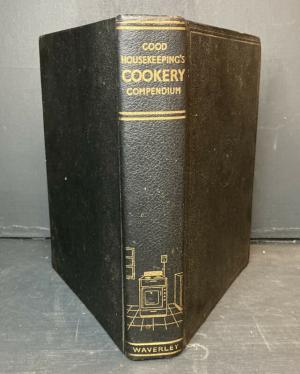 GOOD
HOUSEKEEPING'S
COOKERY
COMPENDIUM
WAVERLEY